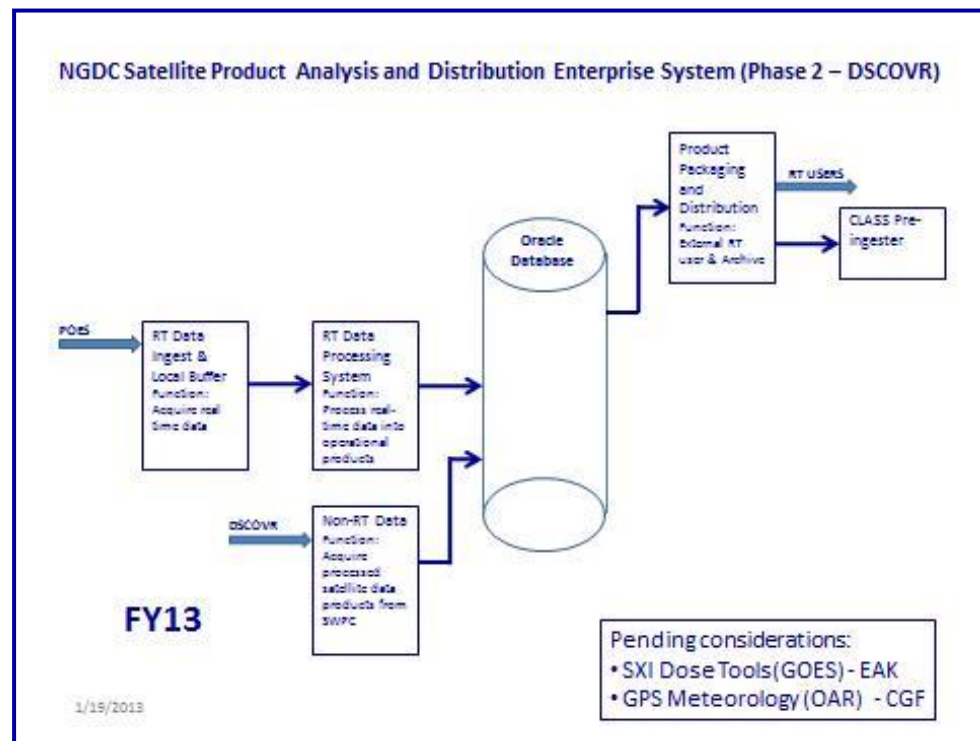 NGDC Satellite Product Analysis and Distribution Enterprise System (Phase 2 – DSCOVR)
Product
Packaging
and
Distribution
Function:
External RT
user & Archive
RT USERS
CLASS Pre-
ingester
Oracle
Database
POES
RT Data
Ingest &
Local Buffer
Function:
Acquire real
time data
RT Data
Processing
System
Function:
Process real-
time data into
operational
products
DSCOVR
Non-RT Data
Function:
Acquire
processed
satellite data
products from
SWPC
FY13
Pending considerations:
• SXI Dose Tools(GOES) - EAK
• GPS Meteorology (OAR) - CGF
1/19/2013